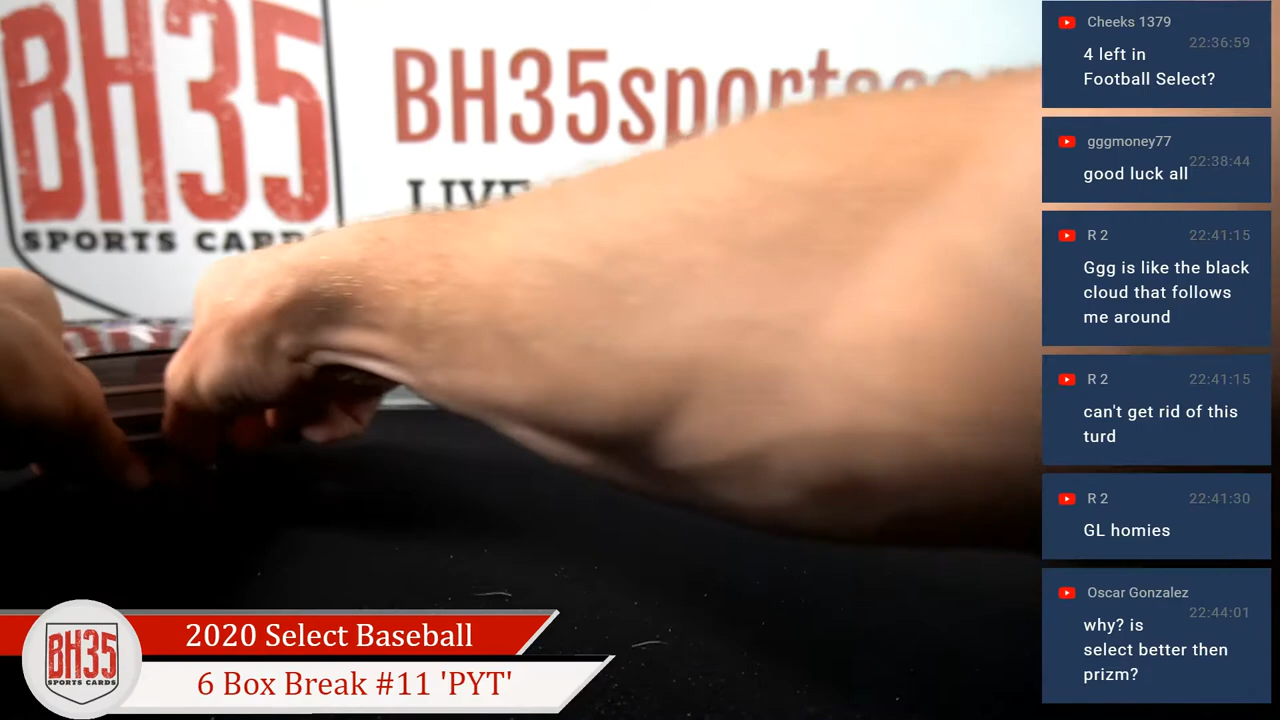 BH35
SPORTS CARDS
BH35sportscar
LIVE
2020 Select Baseball
6 Box Break #11 'PYT'
BH35
SPORTS CARDS
Cheeks 1379
22:36:59
4 left in
Football Select?
gggmoney77
22:38:44
good luck all
R 2 22:41:15
Ggg is like the black
cloud that follows
me around
R 2 22:41:15
can't get rid of this
turd
R 2 22:41:30
GL homies
Oscar Gonzalez
22:44:01
why? is
select better then
prizm?